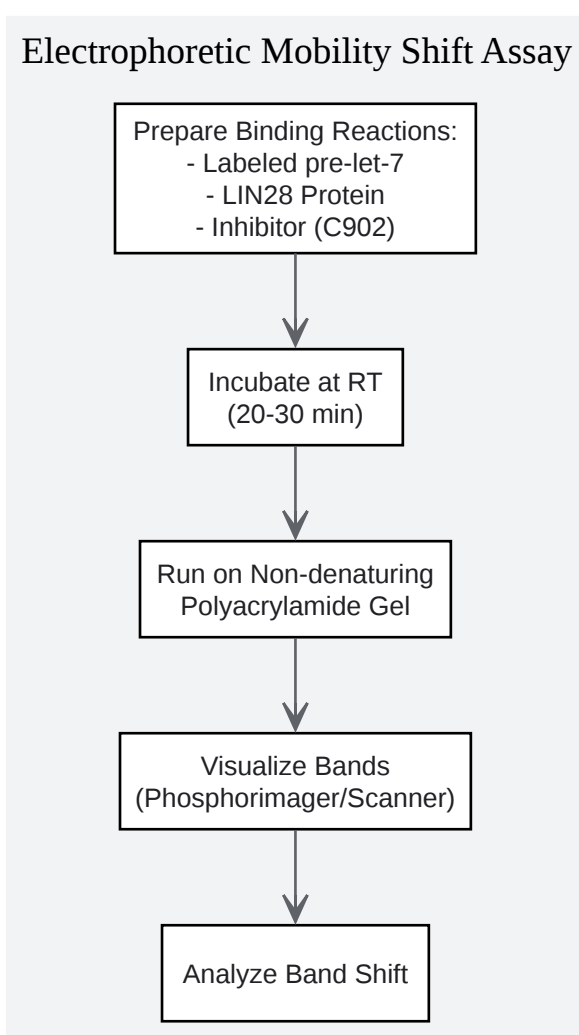 Electrophoretic Mobility Shift Assay
Prepare Binding Reactions:
- Labeled pre-let-7
- LIN28 Protein
- Inhibitor (C902)
Incubate at RT
(20-30 min)
Run on Non-denaturing
Polyacrylamide Gel
Visualize Bands
(Phosphorimager/Scanner)
Analyze Band Shift